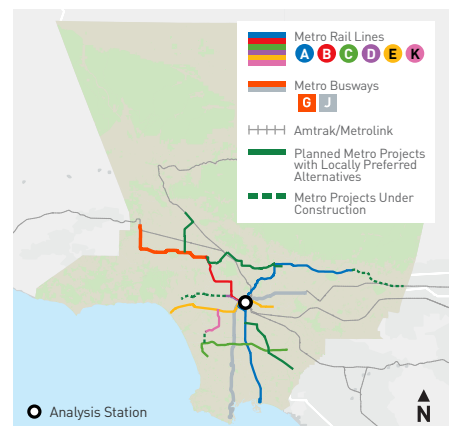 Metro Rail Lines
A B C D E K
Metro Busways
G J
Amtrak/Metrolink
Planned Metro Projects
with Locally Preferred
Alternatives
Metro Projects Under
Construction
Analysis Station
N